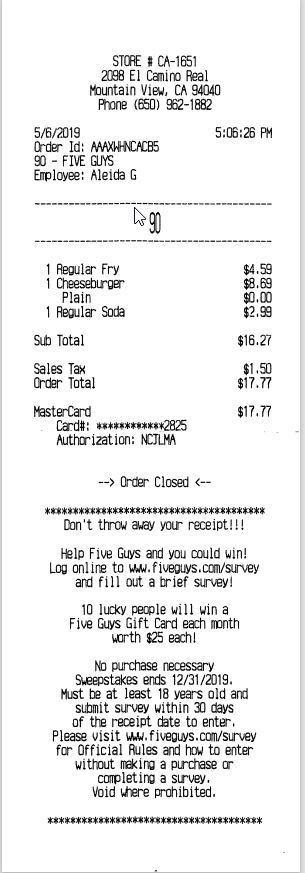 STORE # CA-1651
2098 El Camino Real
Mountain View, CA 94040
Phone (650) 962-1882
5/6/2019 5:06:26 PM
Order Id: AAAXWHNCACB5
90 - FIVE GUYS
Employee: Aleida G
----------------------------------------
90
----------------------------------------
1 Regular Fry $4.59
1 Cheeseburger $8.69
Plain $0.00
1 Regular Soda $2.99
Sub Total $16.27
Sales Tax $1.50
Order Total $17.77
MasterCard $17.77
Card#: ************2825
Authorization: NCJLMA
--> Order Closed <--
***************************************
Don't throw away your receipt!!!
Help Five Guys and you could win!
Log online to www.fiveguys.com/survey
and fill out a brief survey!
10 lucky people will win a
Five Guys Gift Card each month
worth $25 each!
No purchase necessary
Sweepstakes ends 12/31/2019.
Must be at least 18 years old and
submit survey within 30 days
of the receipt date to enter.
Please visit www.fiveguys.com/survey
for Official Rules and how to enter
without making a purchase or
completing a survey.
Void where prohibited.
***************************************